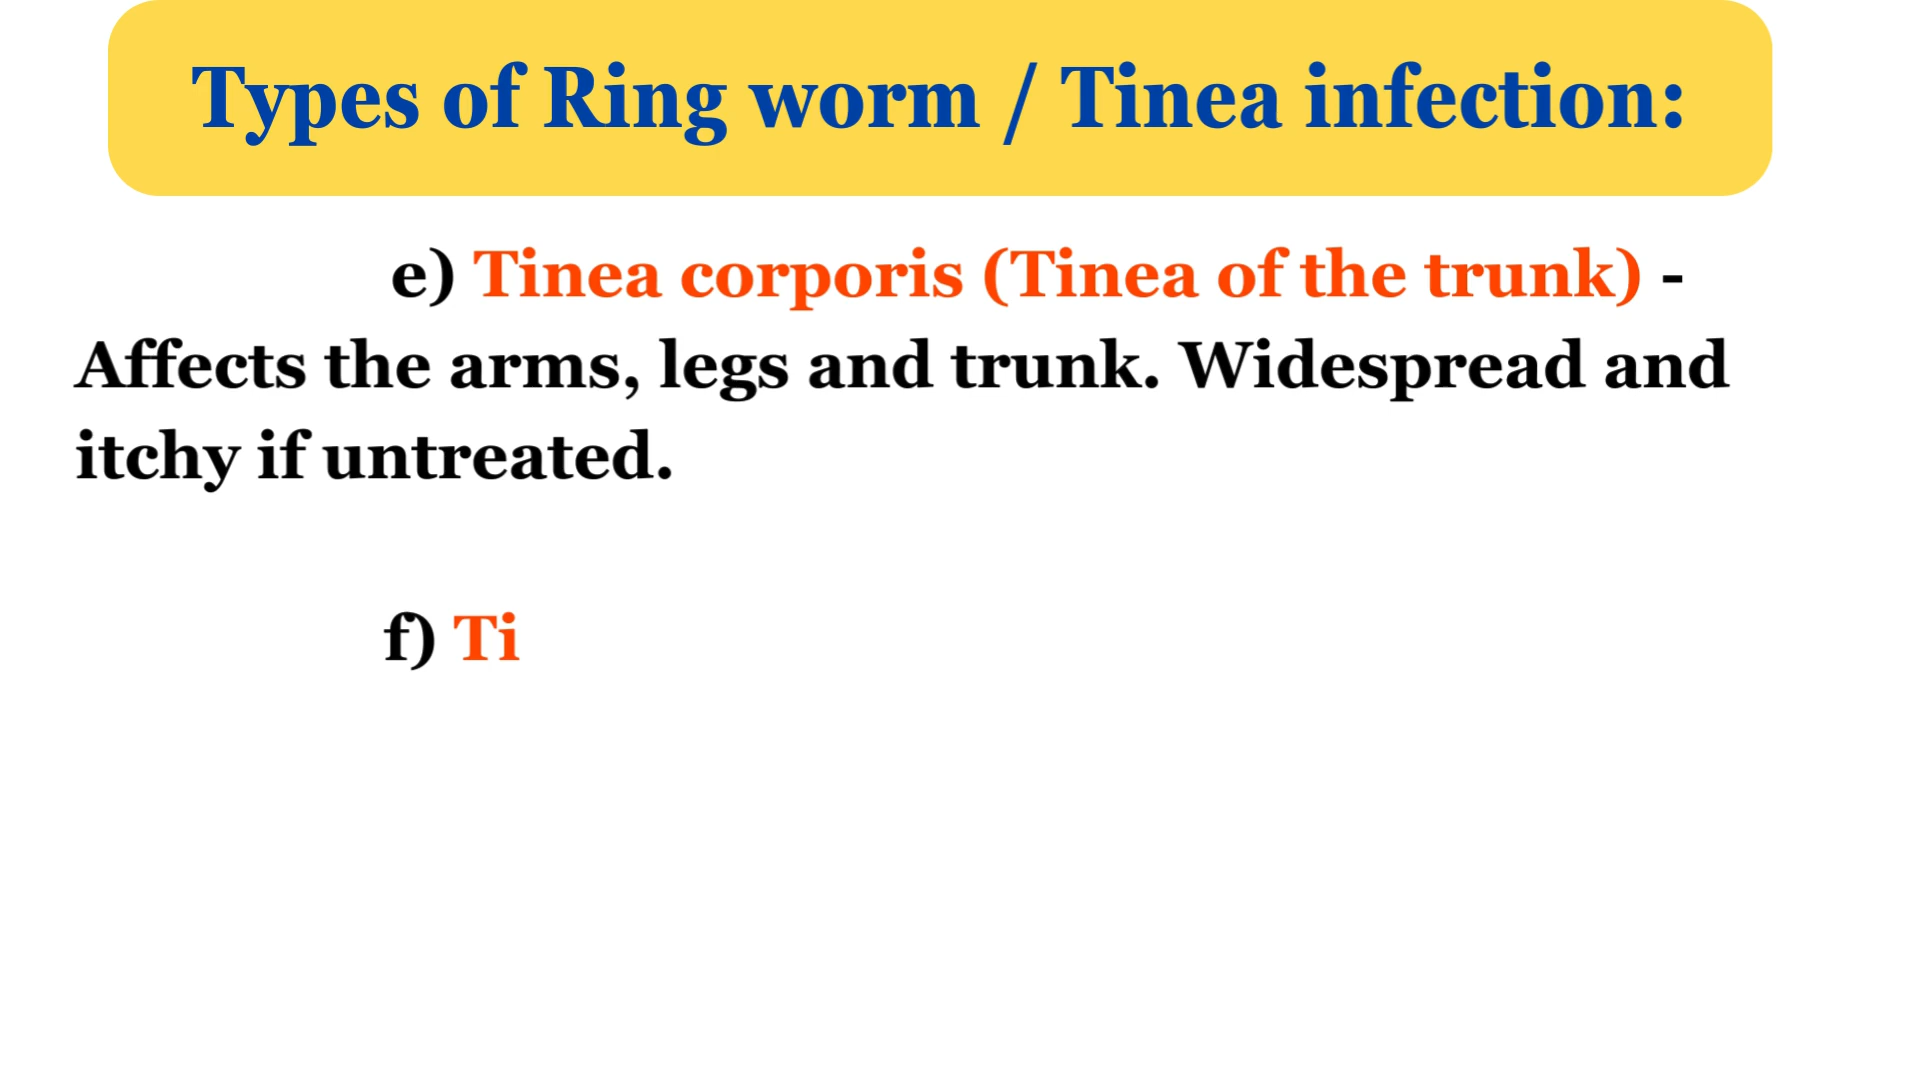 Types of Ring worm / Tinea infection:
e) Tinea corporis (Tinea of the trunk) -
Affects the arms, legs and trunk. Widespread and
itchy if untreated.
f) Ti